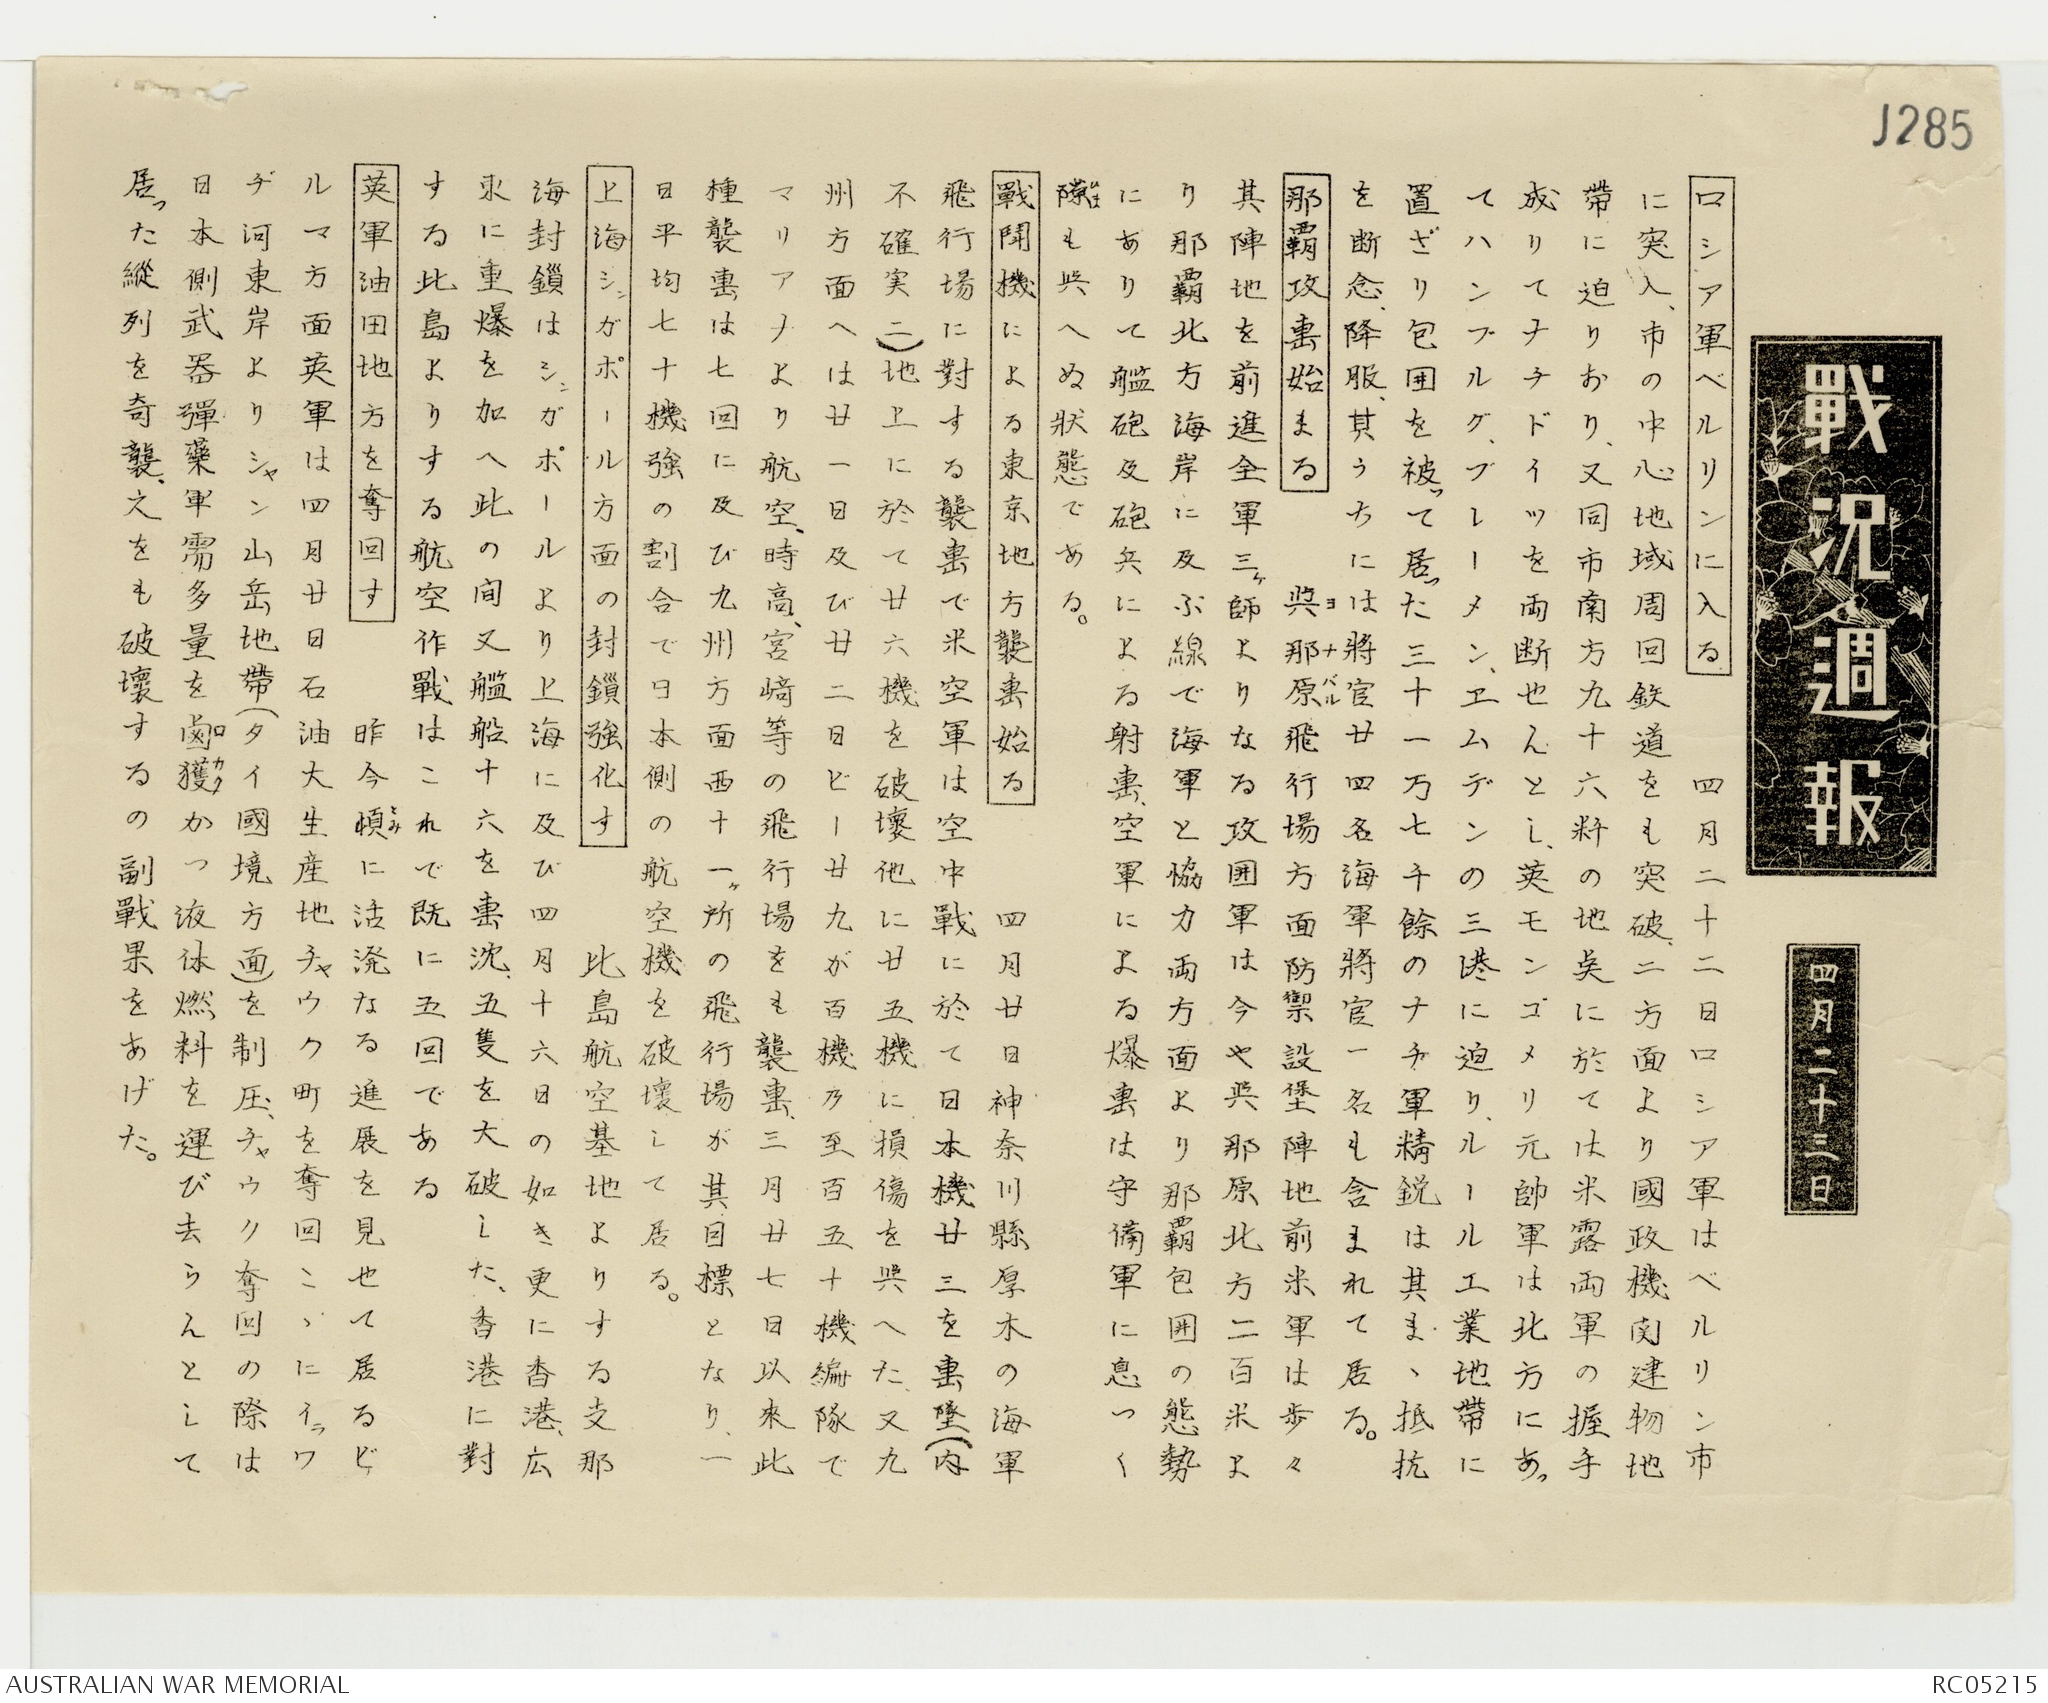 J285
戰況週報
四月二十三日
ロシア軍ベルリンに入る　四月二十二日ロシア軍はベルリン市
に突入、市の中心地域周回鉄道をも突破、二方面より國政機関建物地
帶に迫りおり、又同市南方九十六粁の地奌に於ては米露両軍の握手
成りてナチドイツを両断せんとし、英モンゴメリ元帥軍は北方にあっ
てハンブルグ、ブレーメン、エムデンの三港に迫り、ルール工業地帶に
置ざり包囲を被って居った三十一万七千餘のナチ軍精鋭は其まゝ抵抗
を断念、降服、其うちには將官廿四名海軍將官一名も含まれて居る。
那覇攻擊始まる　與那原ヨナバル飛行場方面防禦設堡陣地前米軍は歩々
其陣地を前進全軍三ヶ師よりなる攻囲軍は今や與那原北方二百米よ
り那覇北方海岸に及ぶ線で海軍と協力両方面より那覇包囲の態勢
にありて艦砲及砲兵による射擊、空軍による爆擊は守備軍に息つく
隙ひまも與へぬ狀態である。
戰鬪機による東京地方襲擊始る　四月廿日神奈川縣厚木の海軍
飛行場に對する襲擊で米空軍は空中戰に於て日本機廿三を擊墜(内
不確実二)地上に於て廿六機を破壞他に廿五機に損傷を與へた、又九
州方面へは廿一日及び廿二日ビー廿九が百機乃至百五十機編隊で
マリアナより航空、時高、宮﨑等の飛行場をも襲擊、三月廿七日以來此
種襲擊は七回に及び九州方面西十一ヶ所の飛行場が其目標となり、一
日平均七十機強の割合で日本側の航空機を破壞して居る。
上海シンガポール方面の封鎖強化す　比島航空基地よりする支那
海封鎖はシンガポールより上海に及び四月十六日の如き更に香港、広
東に重爆を加へ此の間又艦船十六を擊沈、五隻を大破した、香港に對
する比島よりする航空作戰はこれで既に五回である
英軍油田地方を奪回す　昨今頓とみに活溌なる進展を見せて居るビ
ルマ方面英軍は四月廿日石油大生産地チャウク町を奪回こゝにイラワ
ヂ河東岸よりシャン山岳地帶(タイ國境方面)を制圧、チャウク奪回の際は
日本側武器彈藥軍需多量を鹵獲ロカクかつ液体燃料を運び去らんとして
居った縱列を奇襲、之をも破壞するの副戰果をあげた。
AUSTRALIAN WAR MEMORIAL
RC05215